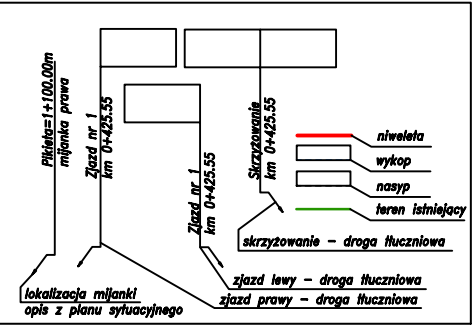 Pikieta=1+100.00m
mijanka prawa
Zjazd nr 1
km 0+425.55
Zjazd nr 1
km 0+425.55
Skrzyżowanie
km 0+425.55
niweleta
wykop
nasyp
teren istniejący
skrzyżowanie - droga tłuczniowa
zjazd lewy - droga tłuczniowa
zjazd prawy - droga tłuczniowa
lokalizacja mijanki
opis z planu sytuacyjnego